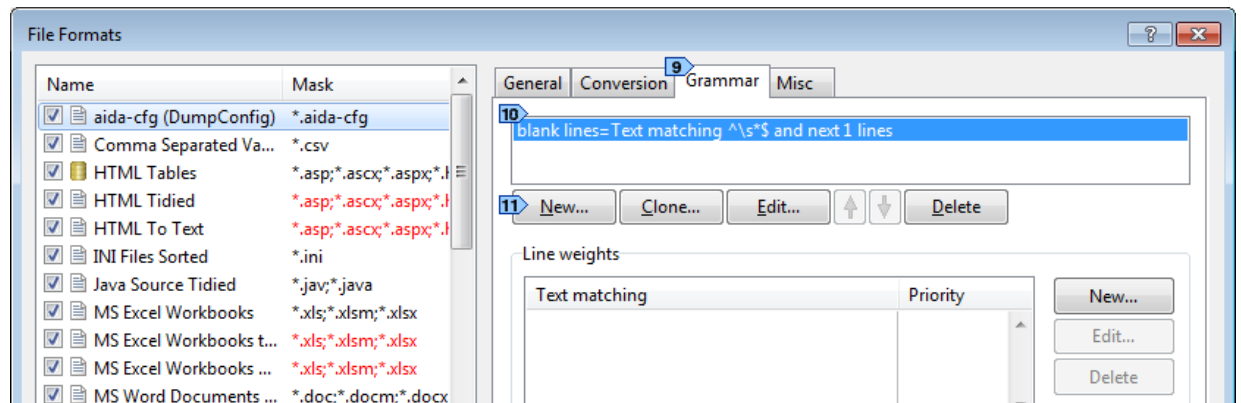 File Formats
?
Name Mask
aida-cfg (DumpConfig) *.aida-cfg
Comma Separated Va... *.csv
HTML Tables *.asp;*.ascx;*.aspx;*.
HTML Tidied *.asp;*.ascx;*.aspx;*.
HTML To Text *.asp;*.ascx;*.aspx;*.
INI Files Sorted *.ini
Java Source Tidied *.jav;*.java
MS Excel Workbooks *.xls;*.xlsm;*.xlsx
MS Excel Workbooks t... *.xls;*.xlsm;*.xlsx
MS Excel Workbooks ... *.xls;*.xlsm;*.xlsx
MS Word Documents ... *.doc;*.docm;*.docx
9
General Conversion Grammar Misc
10
blank lines=Text matching ^\s*$ and next 1 lines
11 New... Clone... Edit... Delete
Line weights
Text matching Priority
New...
Edit...
Delete